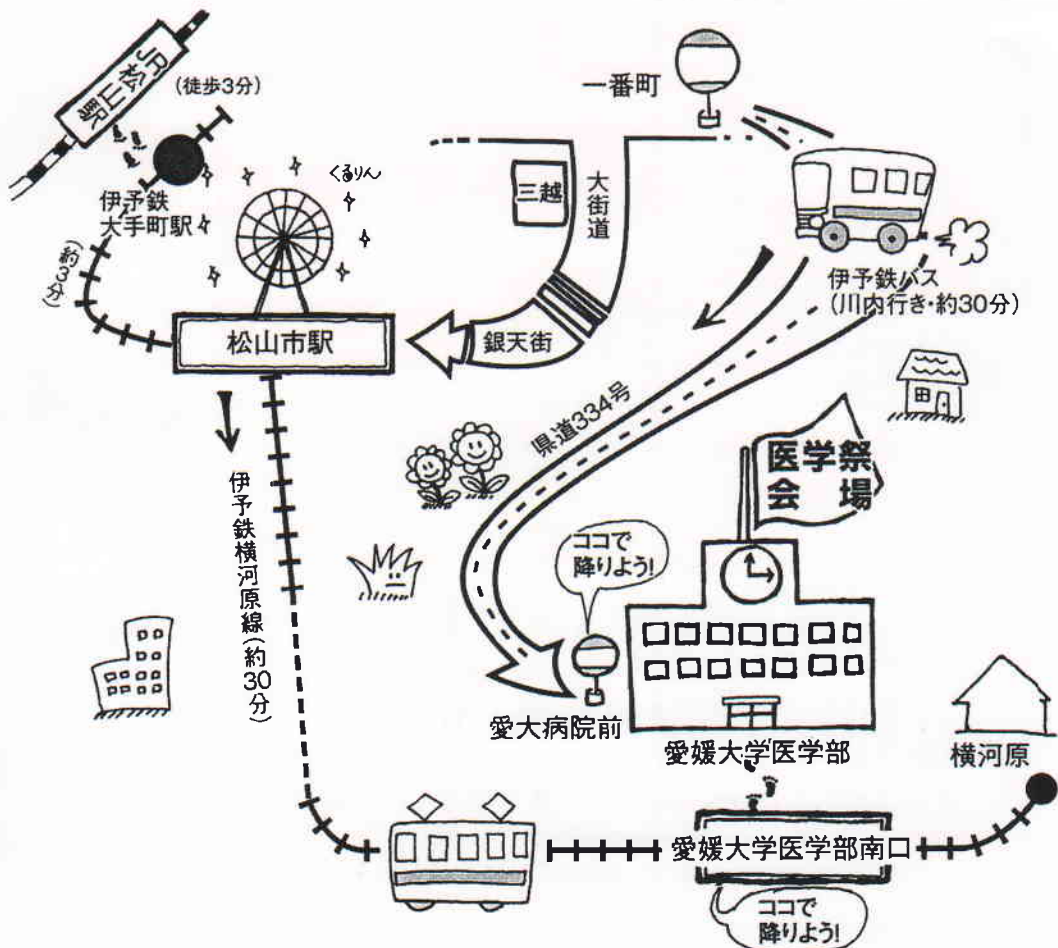 JR松山駅
(徒歩3分)
一番町
くるりん
三越
大街道
伊予鉄
大手町駅
(約3分)
伊予鉄バス
(川内行き・約30分)
松山市駅
銀天街
県道334号
医学祭
会場
伊予鉄横河原線(約30分)
ココで
降りよう!
愛大病院前
愛媛大学医学部
横河原
愛媛大学医学部南口
ココで
降りよう!